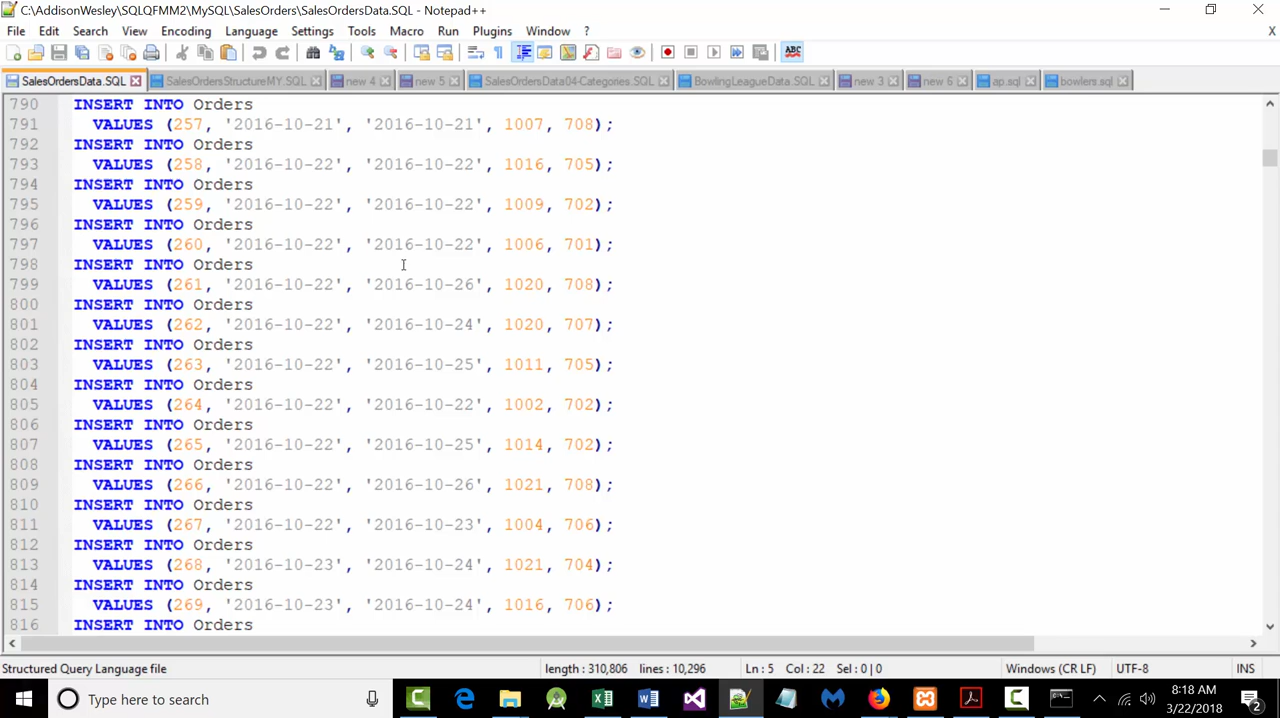 C:\AddisonWesley\SQLQFMM2\MySQL\SalesOrders\SalesOrdersData.SQL - Notepad++
File Edit Search View Encoding Language Settings Tools Macro Run Plugins Window ? X
ABC
SalesOrdersData.SQL SalesOrdersStructureMY.SQL new 4 new 5 SalesOrdersData04-Categories.SQL BowlingLeagueData.SQL new 3 new 6 ap.sql bowlers.sql
790 INSERT INTO Orders
791 VALUES (257, '2016-10-21', '2016-10-21', 1007, 708);
792 INSERT INTO Orders
793 VALUES (258, '2016-10-22', '2016-10-22', 1016, 705);
794 INSERT INTO Orders
795 VALUES (259, '2016-10-22', '2016-10-22', 1009, 702);
796 INSERT INTO Orders
797 VALUES (260, '2016-10-22', '2016-10-22', 1006, 701);
798 INSERT INTO Orders
799 VALUES (261, '2016-10-22', '2016-10-26', 1020, 708);
800 INSERT INTO Orders
801 VALUES (262, '2016-10-22', '2016-10-24', 1020, 707);
802 INSERT INTO Orders
803 VALUES (263, '2016-10-22', '2016-10-25', 1011, 705);
804 INSERT INTO Orders
805 VALUES (264, '2016-10-22', '2016-10-22', 1002, 702);
806 INSERT INTO Orders
807 VALUES (265, '2016-10-22', '2016-10-25', 1014, 702);
808 INSERT INTO Orders
809 VALUES (266, '2016-10-22', '2016-10-26', 1021, 708);
810 INSERT INTO Orders
811 VALUES (267, '2016-10-22', '2016-10-23', 1004, 706);
812 INSERT INTO Orders
813 VALUES (268, '2016-10-23', '2016-10-24', 1021, 704);
814 INSERT INTO Orders
815 VALUES (269, '2016-10-23', '2016-10-24', 1016, 706);
816 INSERT INTO Orders
Structured Query Language file length : 310,806 lines : 10,296 Ln : 5 Col : 22 Sel : 0 | 0 Windows (CR LF) UTF-8 INS
Type here to search
8:18 AM
3/22/2018
2